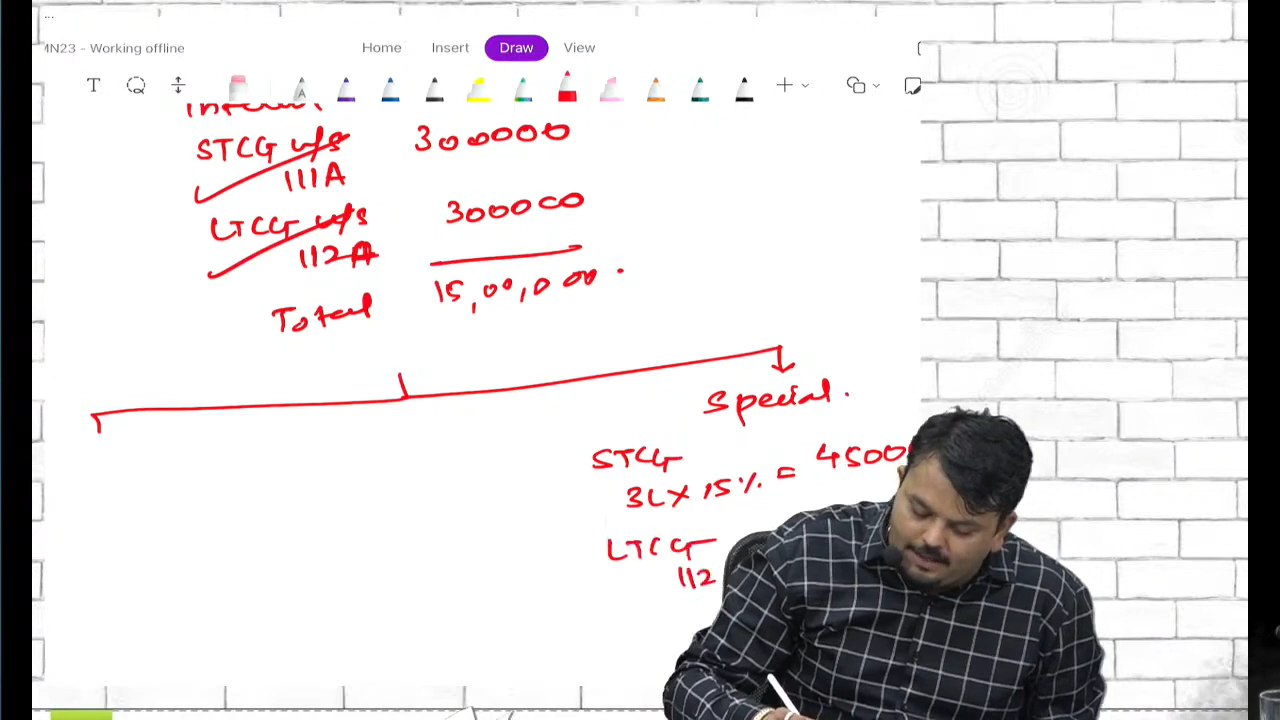 MN23 - Working offline
Home Insert Draw View
T
STCG u/s 300000
111A
LTCG u/s 300000
112A
Total 15,00,000.
Special.
STCG
3L x 15% = 4500
LTCG
112